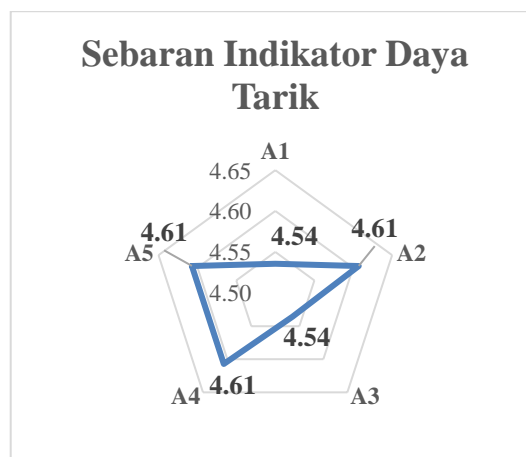 Sebaran Indikator Daya
Tarik
A1
4.65
4.60
4.55
4.50
4.54
4.61
A2
4.54
A3
4.61
A4
4.61
A5